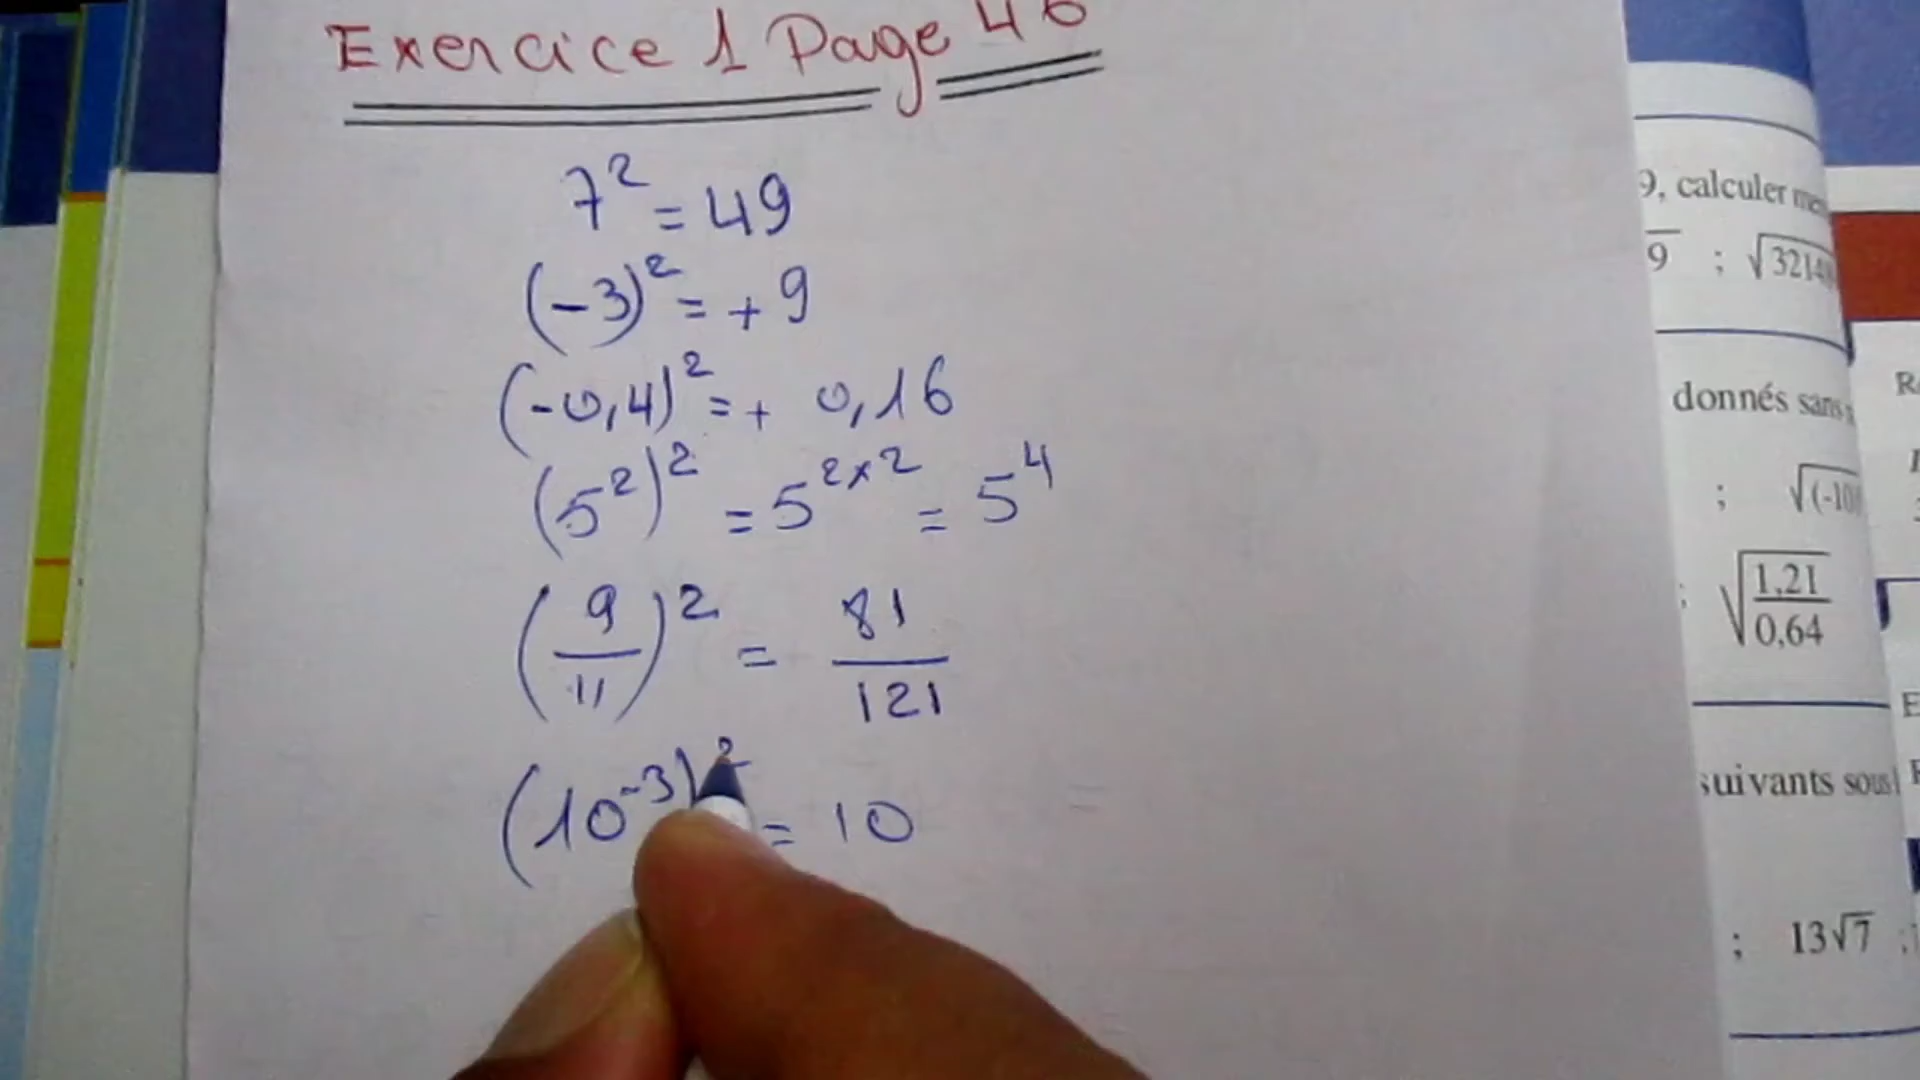 Exercice 1 Page 46
7² = 49
(-3)² = + 9
(-0,4)² = + 0,16
(5²)² = 5^{2×2} = 5⁴
(9/11)² = 81/121
(10⁻³)² = 10
9, calculer
√9 ; √3214
donnés sans
; √(-10)
; √(1,21/0,64)
suivants sous
; 13√7 ;